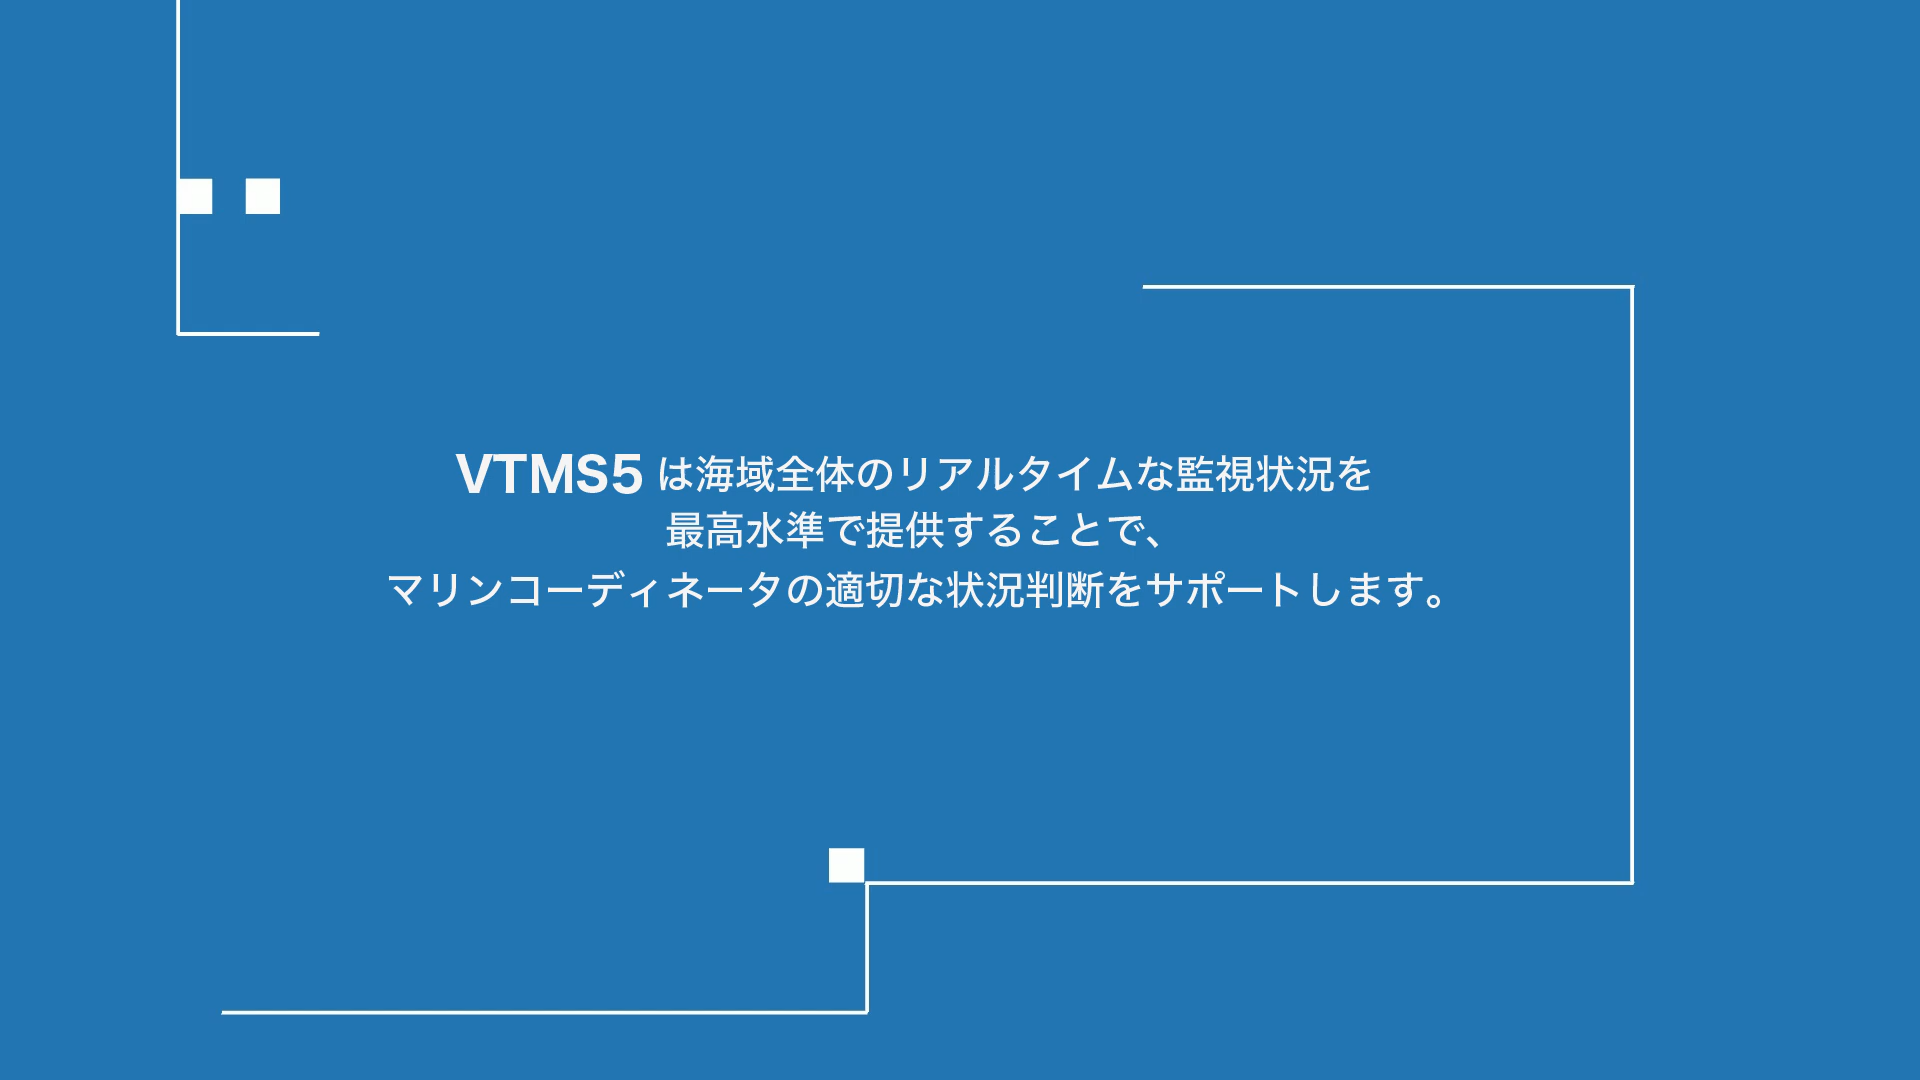 VTMS5 は海域全体のリアルタイムな監視状況を
最高水準で提供することで、
マリンコーディネータの適切な状況判断をサポートします。